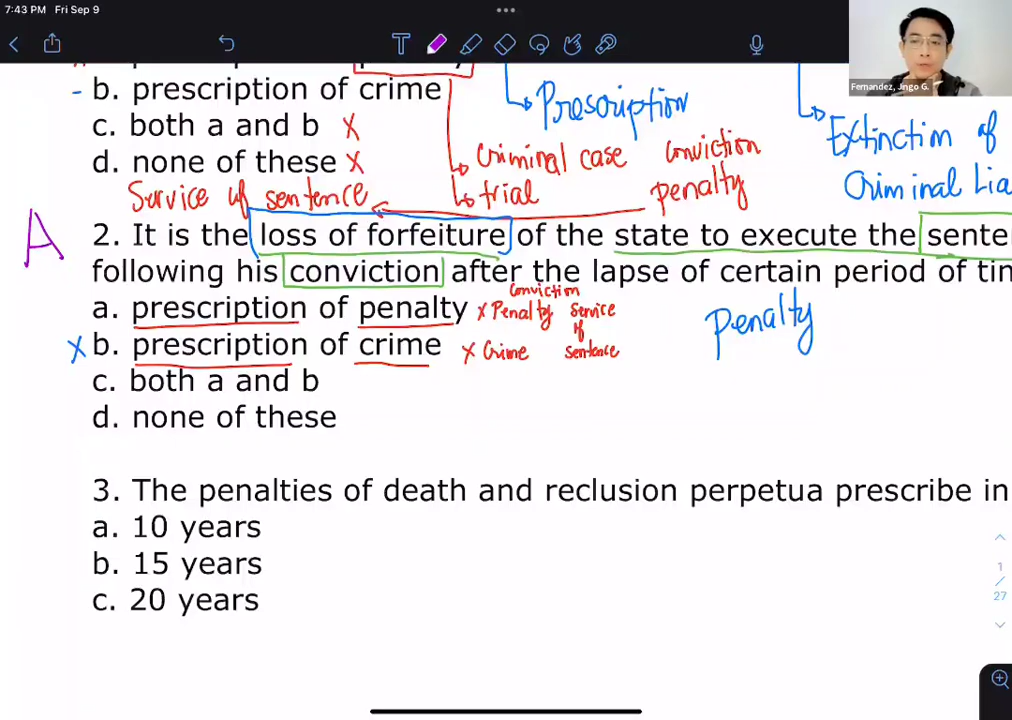 7:43 PM Fri Sep 9
Fernandez, Jngo G.
- b. prescription of crime
Prescription
c. both a and b x
Extinction of
Criminal Lia
d. none of these x
Criminal case conviction
trial penalty
Service of sentence
A
2. It is the loss of forfeiture of the state to execute the sente
following his conviction after the lapse of certain period of tin
a. prescription of penalty x Penalty
Conviction
Service
of
sentence
Penalty
x b. prescription of crime x Crime
c. both a and b
d. none of these
3. The penalties of death and reclusion perpetua prescribe in
a. 10 years
b. 15 years
c. 20 years
1
/
27